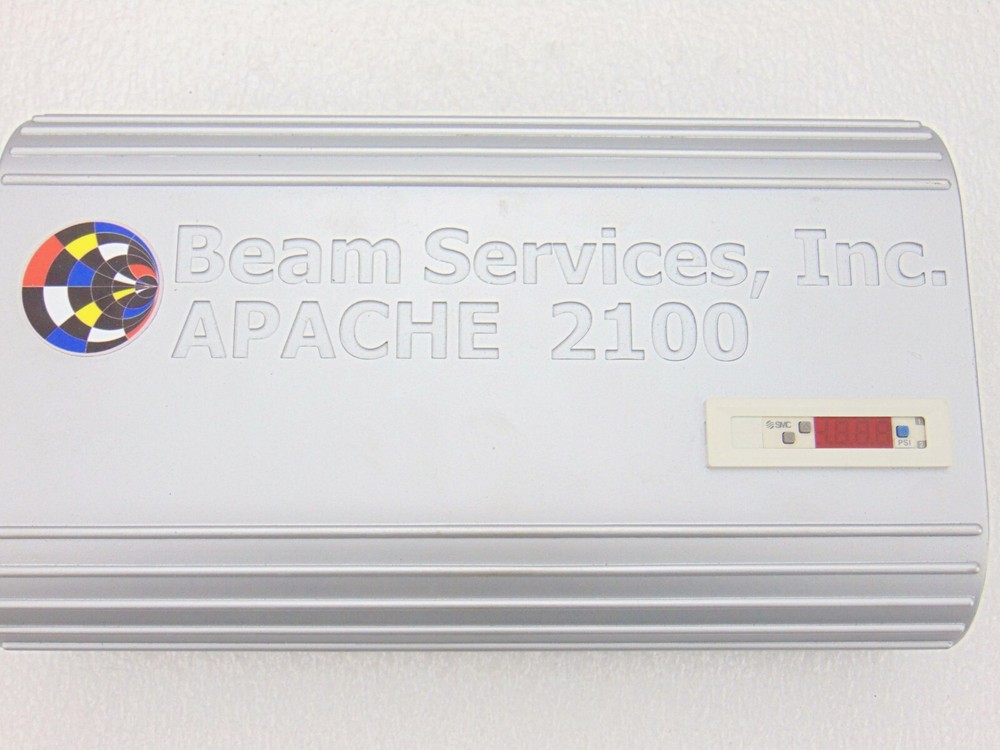 Beam Services, Inc.
APACHE 2100
SMC
PSI